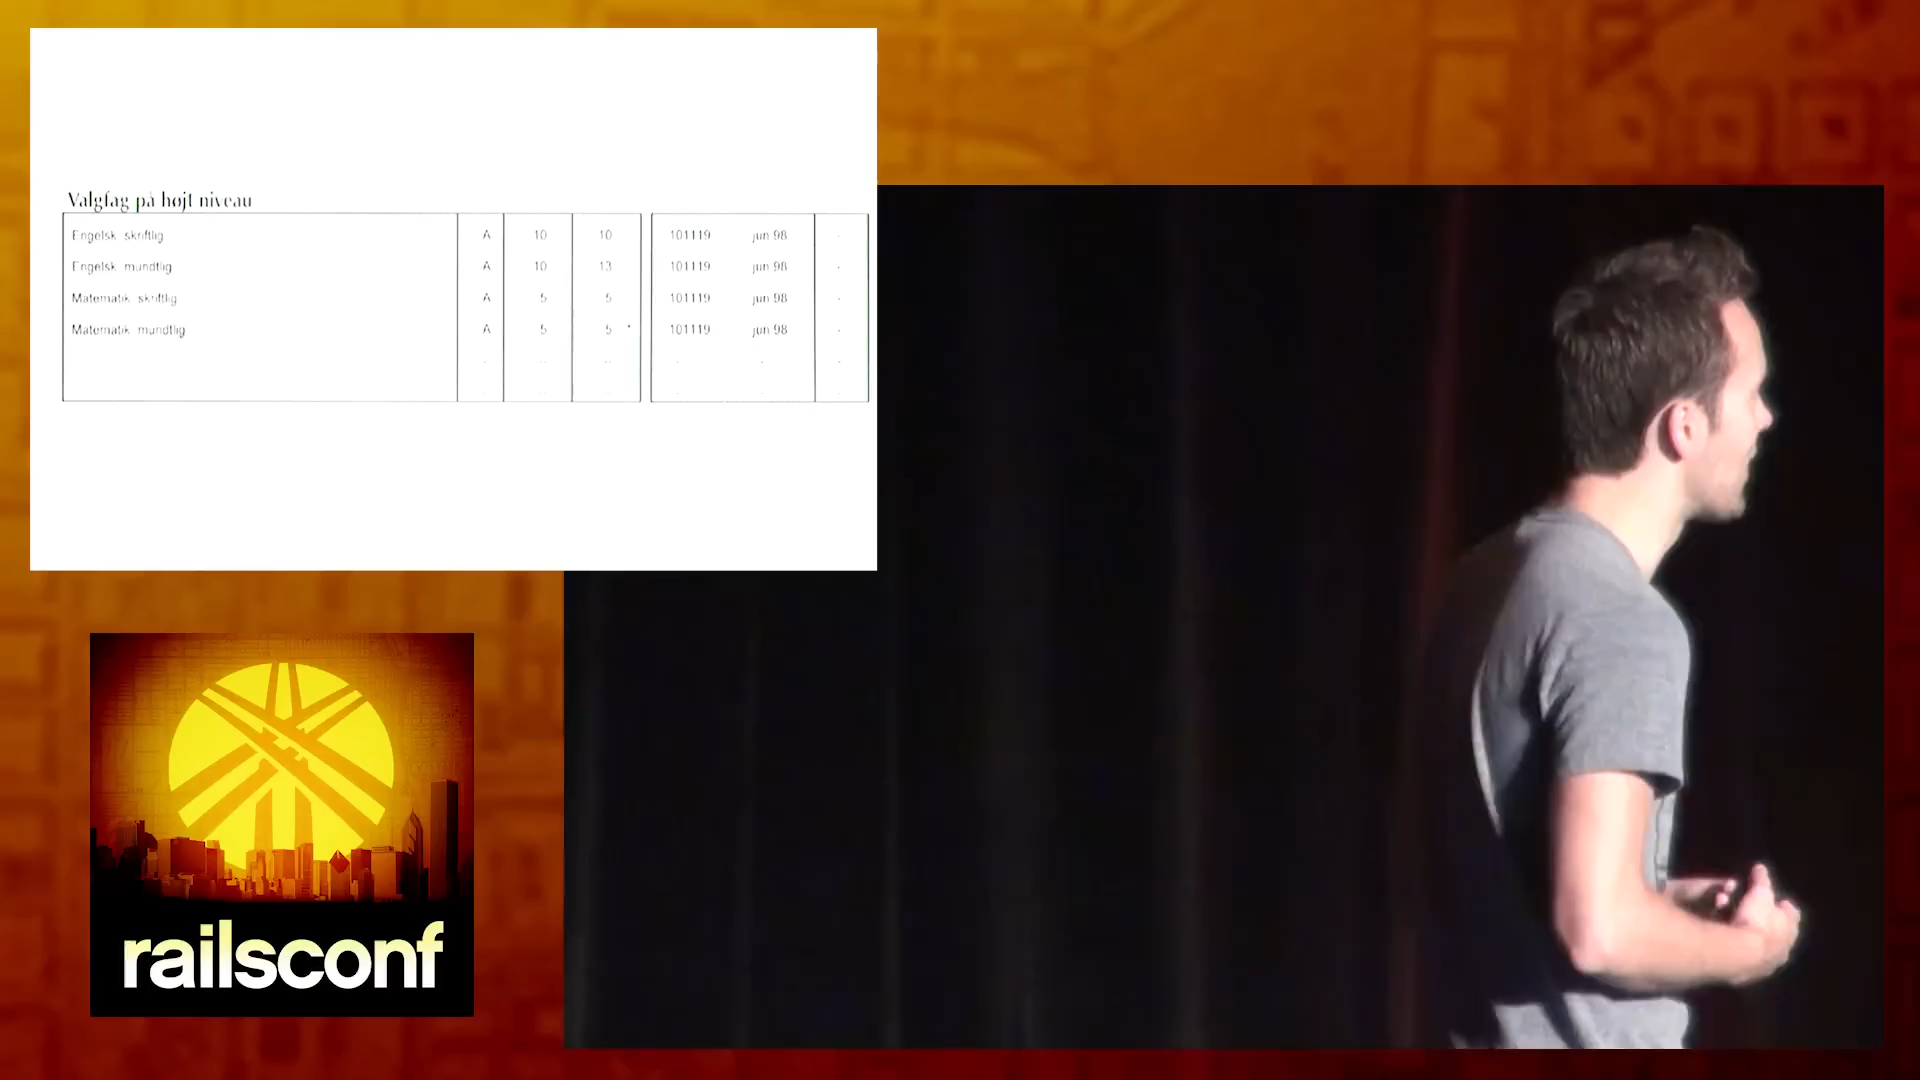 Valgfag på højt niveau
Engelsk skriftlig A 10 10 101119 jun 98 -
Engelsk mundtlig A 10 13 101119 jun 98 -
Matematik skriftlig A 5 5 101119 jun 98 -
Matematik mundtlig A 5 5 101119 jun 98 -
railsconf